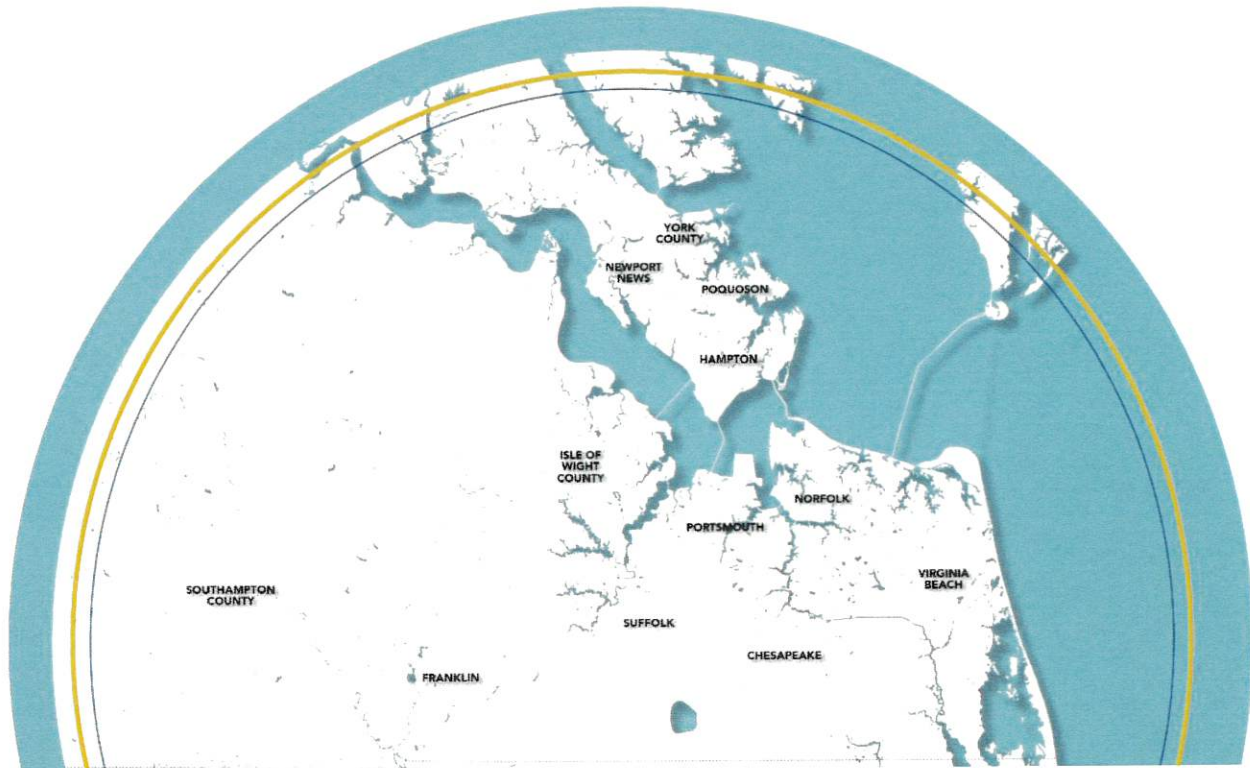 YORK
COUNTY
NEWPORT
NEWS
POQUOSON
HAMPTON
ISLE OF
WIGHT
COUNTY
NORFOLK
PORTSMOUTH
VIRGINIA
BEACH
SOUTHAMPTON
COUNTY
SUFFOLK
CHESAPEAKE
FRANKLIN